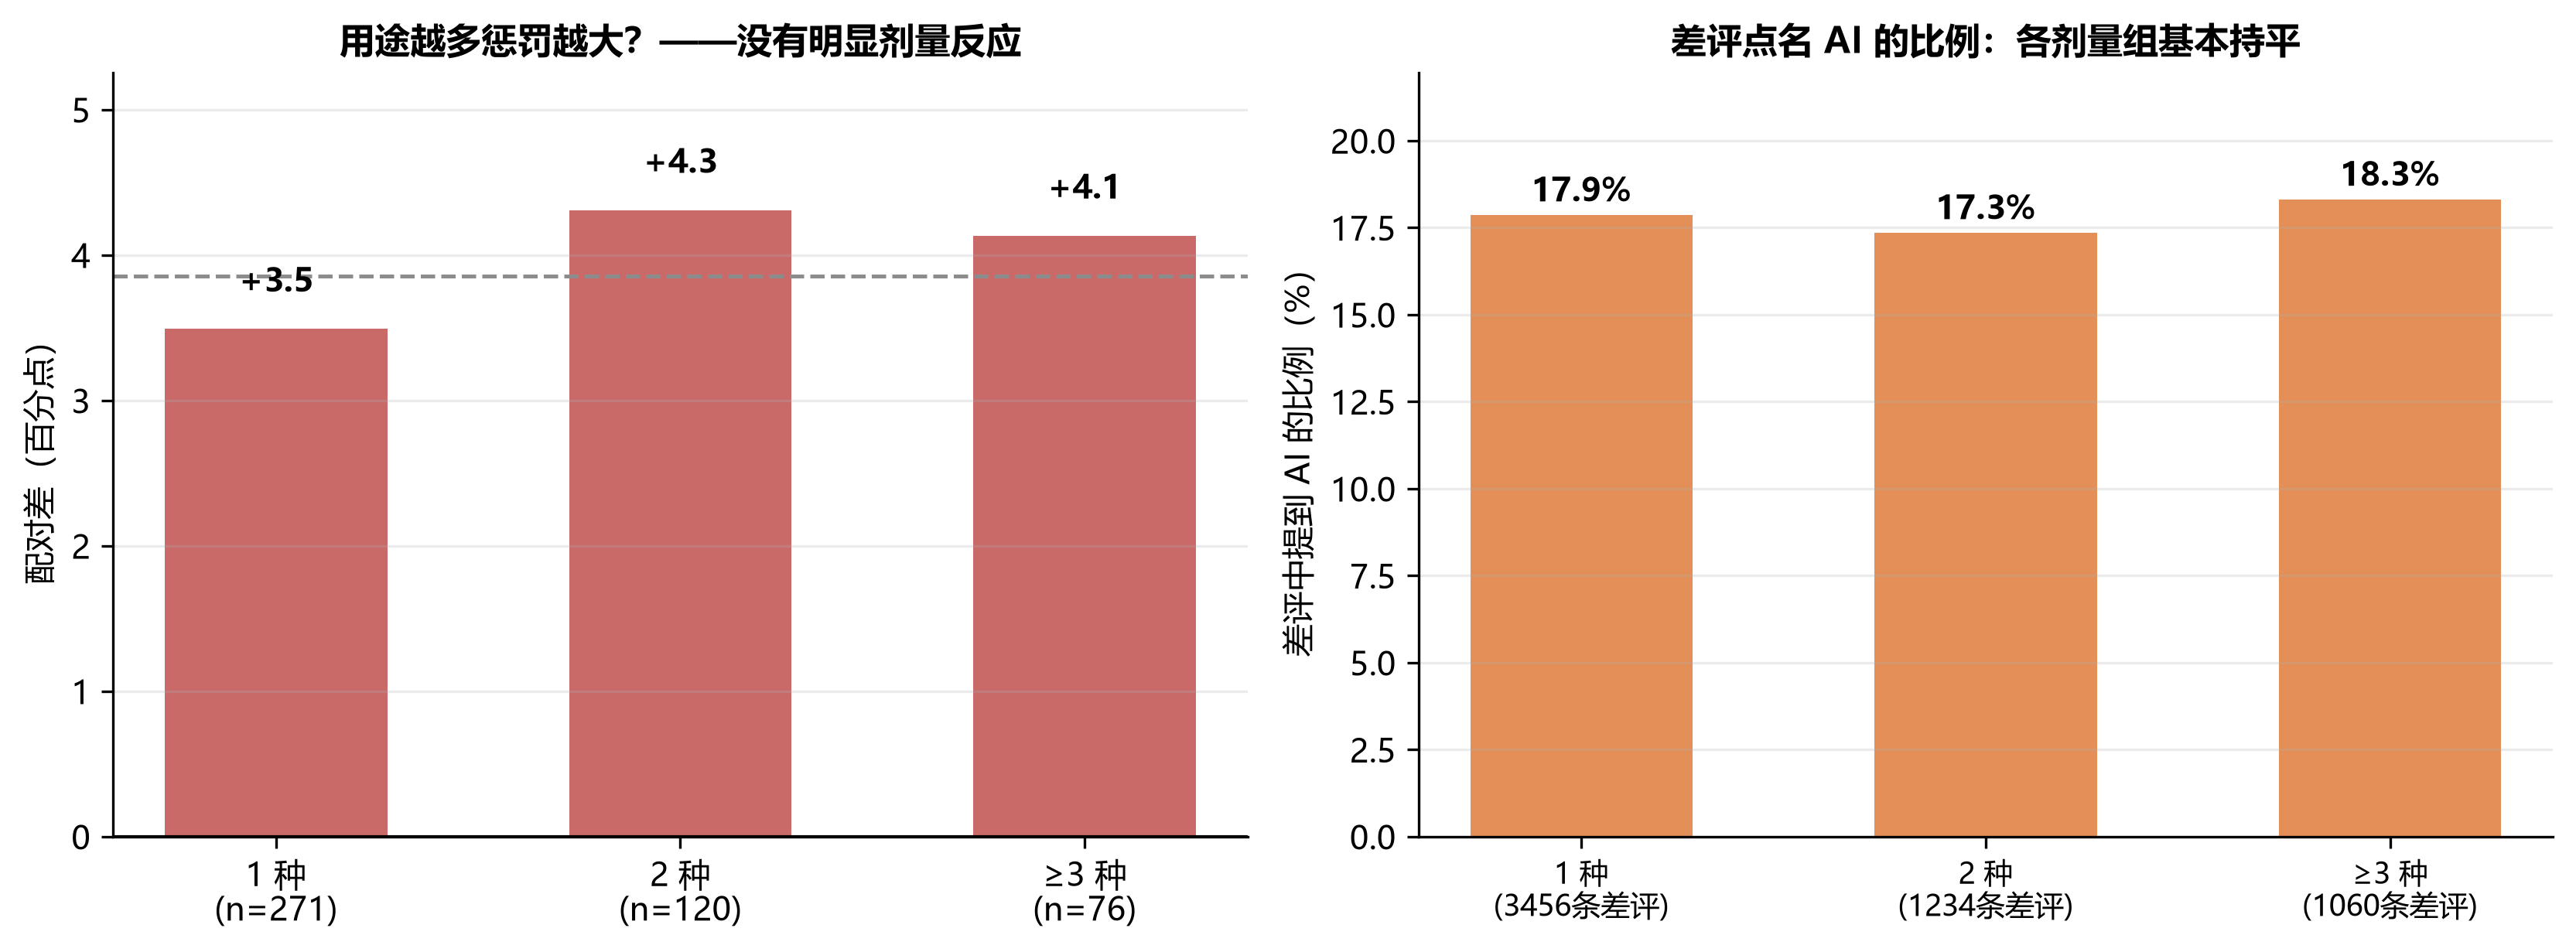 用途越多惩罚越大？——没有明显剂量反应
配对差（百分点）
5
4
3
2
1
0
+3.5
+4.3
+4.1
1 种
(n=271)
2 种
(n=120)
≥3 种
(n=76)
差评点名 AI 的比例：各剂量组基本持平
差评中提到 AI 的比例（%）
20.0
17.5
15.0
12.5
10.0
7.5
5.0
2.5
0.0
17.9%
17.3%
18.3%
1 种
(3456条差评)
2 种
(1234条差评)
≥3 种
(1060条差评)